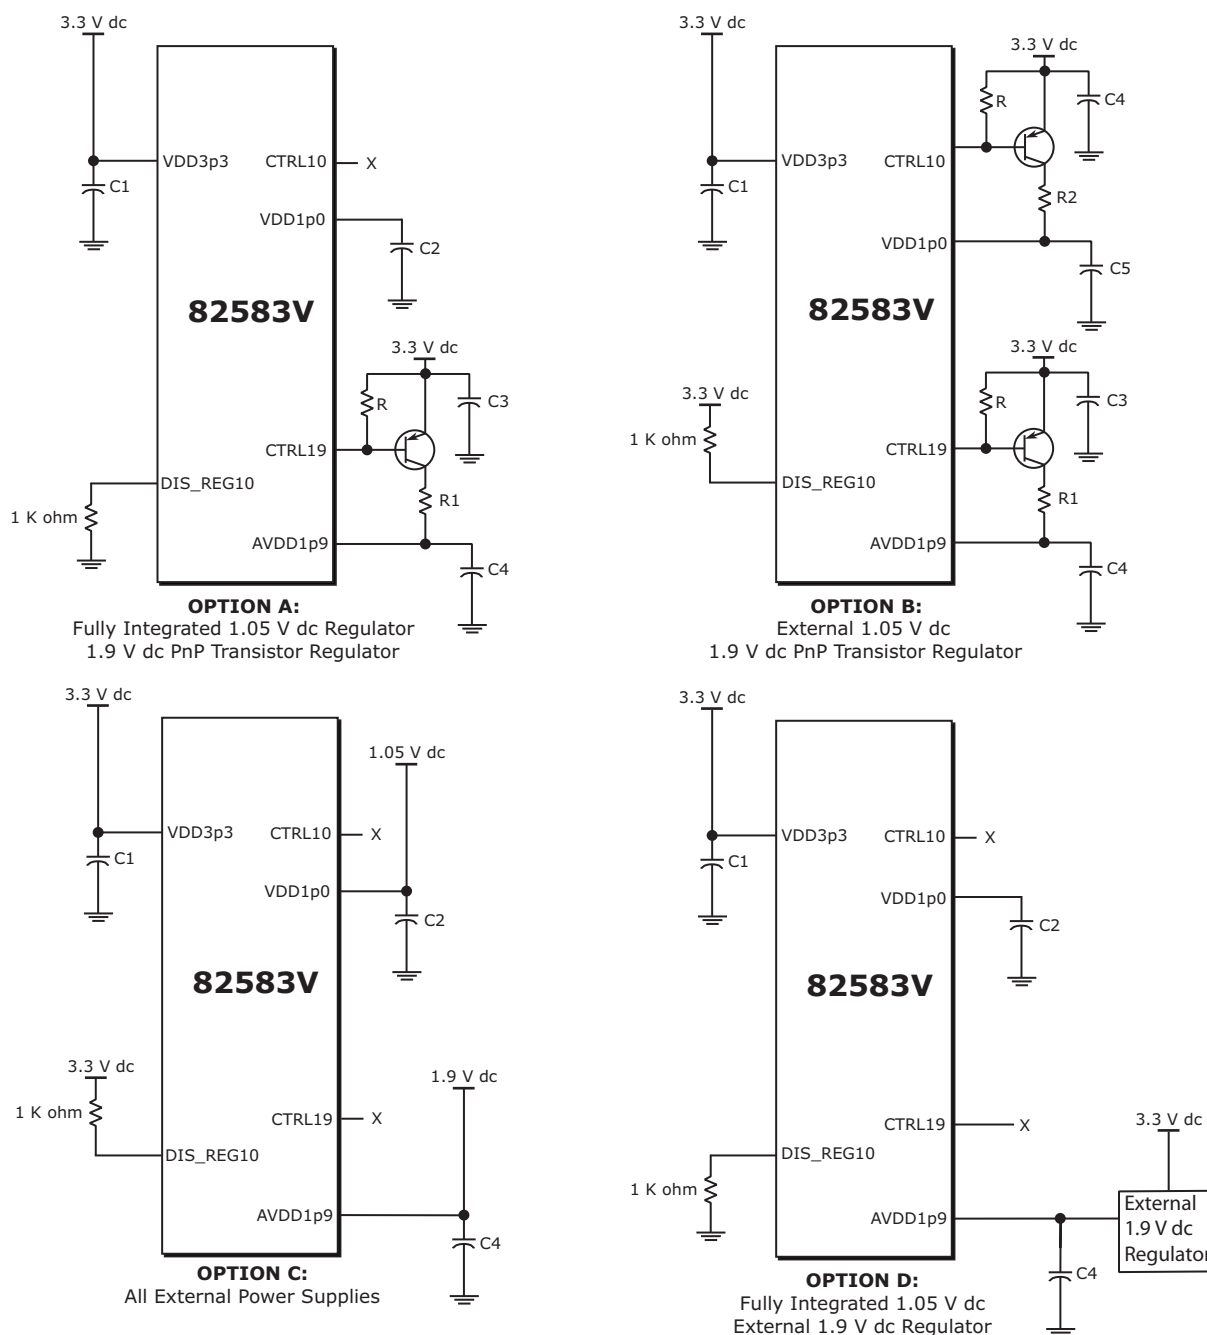 3.3 V dc
VDD3p3
CTRL10
X
C1
VDD1p0
C2
82583V
3.3 V dc
R
C3
CTRL19
DIS_REG10
R1
1 K ohm
AVDD1p9
C4
OPTION A:
Fully Integrated 1.05 V dc Regulator
1.9 V dc PnP Transistor Regulator
3.3 V dc
3.3 V dc
R
C4
VDD3p3
CTRL10
C1
R2
VDD1p0
C5
82583V
3.3 V dc
3.3 V dc
R
C3
1 K ohm
CTRL19
DIS_REG10
R1
AVDD1p9
C4
OPTION B:
External 1.05 V dc
1.9 V dc PnP Transistor Regulator
3.3 V dc
1.05 V dc
VDD3p3
CTRL10
X
C1
VDD1p0
C2
82583V
3.3 V dc
1.9 V dc
1 K ohm
CTRL19
X
DIS_REG10
AVDD1p9
C4
OPTION C:
All External Power Supplies
3.3 V dc
VDD3p3
CTRL10
X
C1
VDD1p0
C2
82583V
CTRL19
X
3.3 V dc
DIS_REG10
1 K ohm
AVDD1p9
External
1.9 V dc
Regulator
C4
OPTION D:
Fully Integrated 1.05 V dc
External 1.9 V dc Regulator